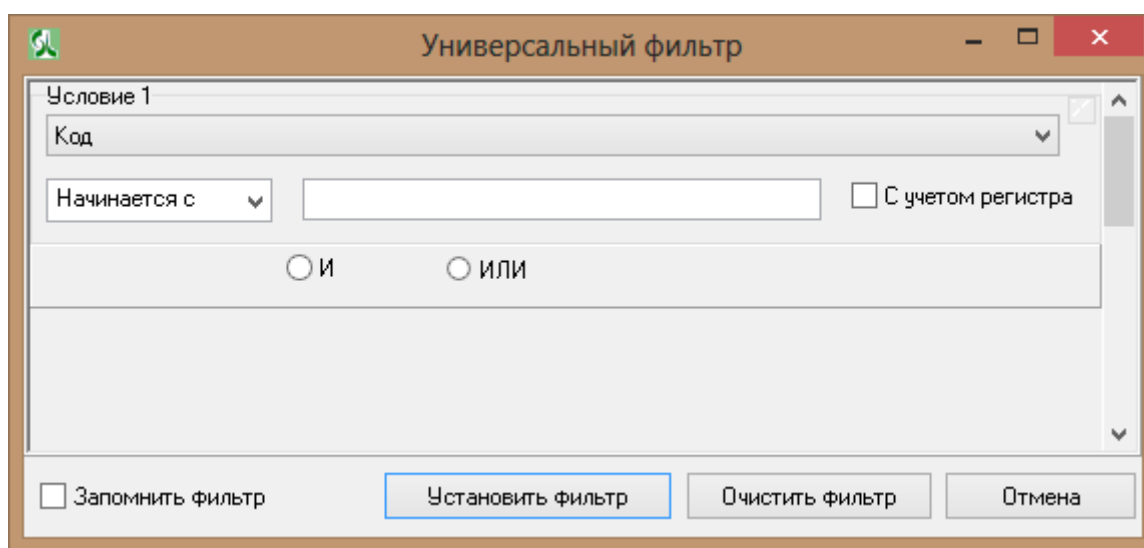 Универсальный фильтр
Условие 1
Код
Начинается с
С учетом регистра
И ИЛИ
Запомнить фильтр Установить фильтр Очистить фильтр Отмена